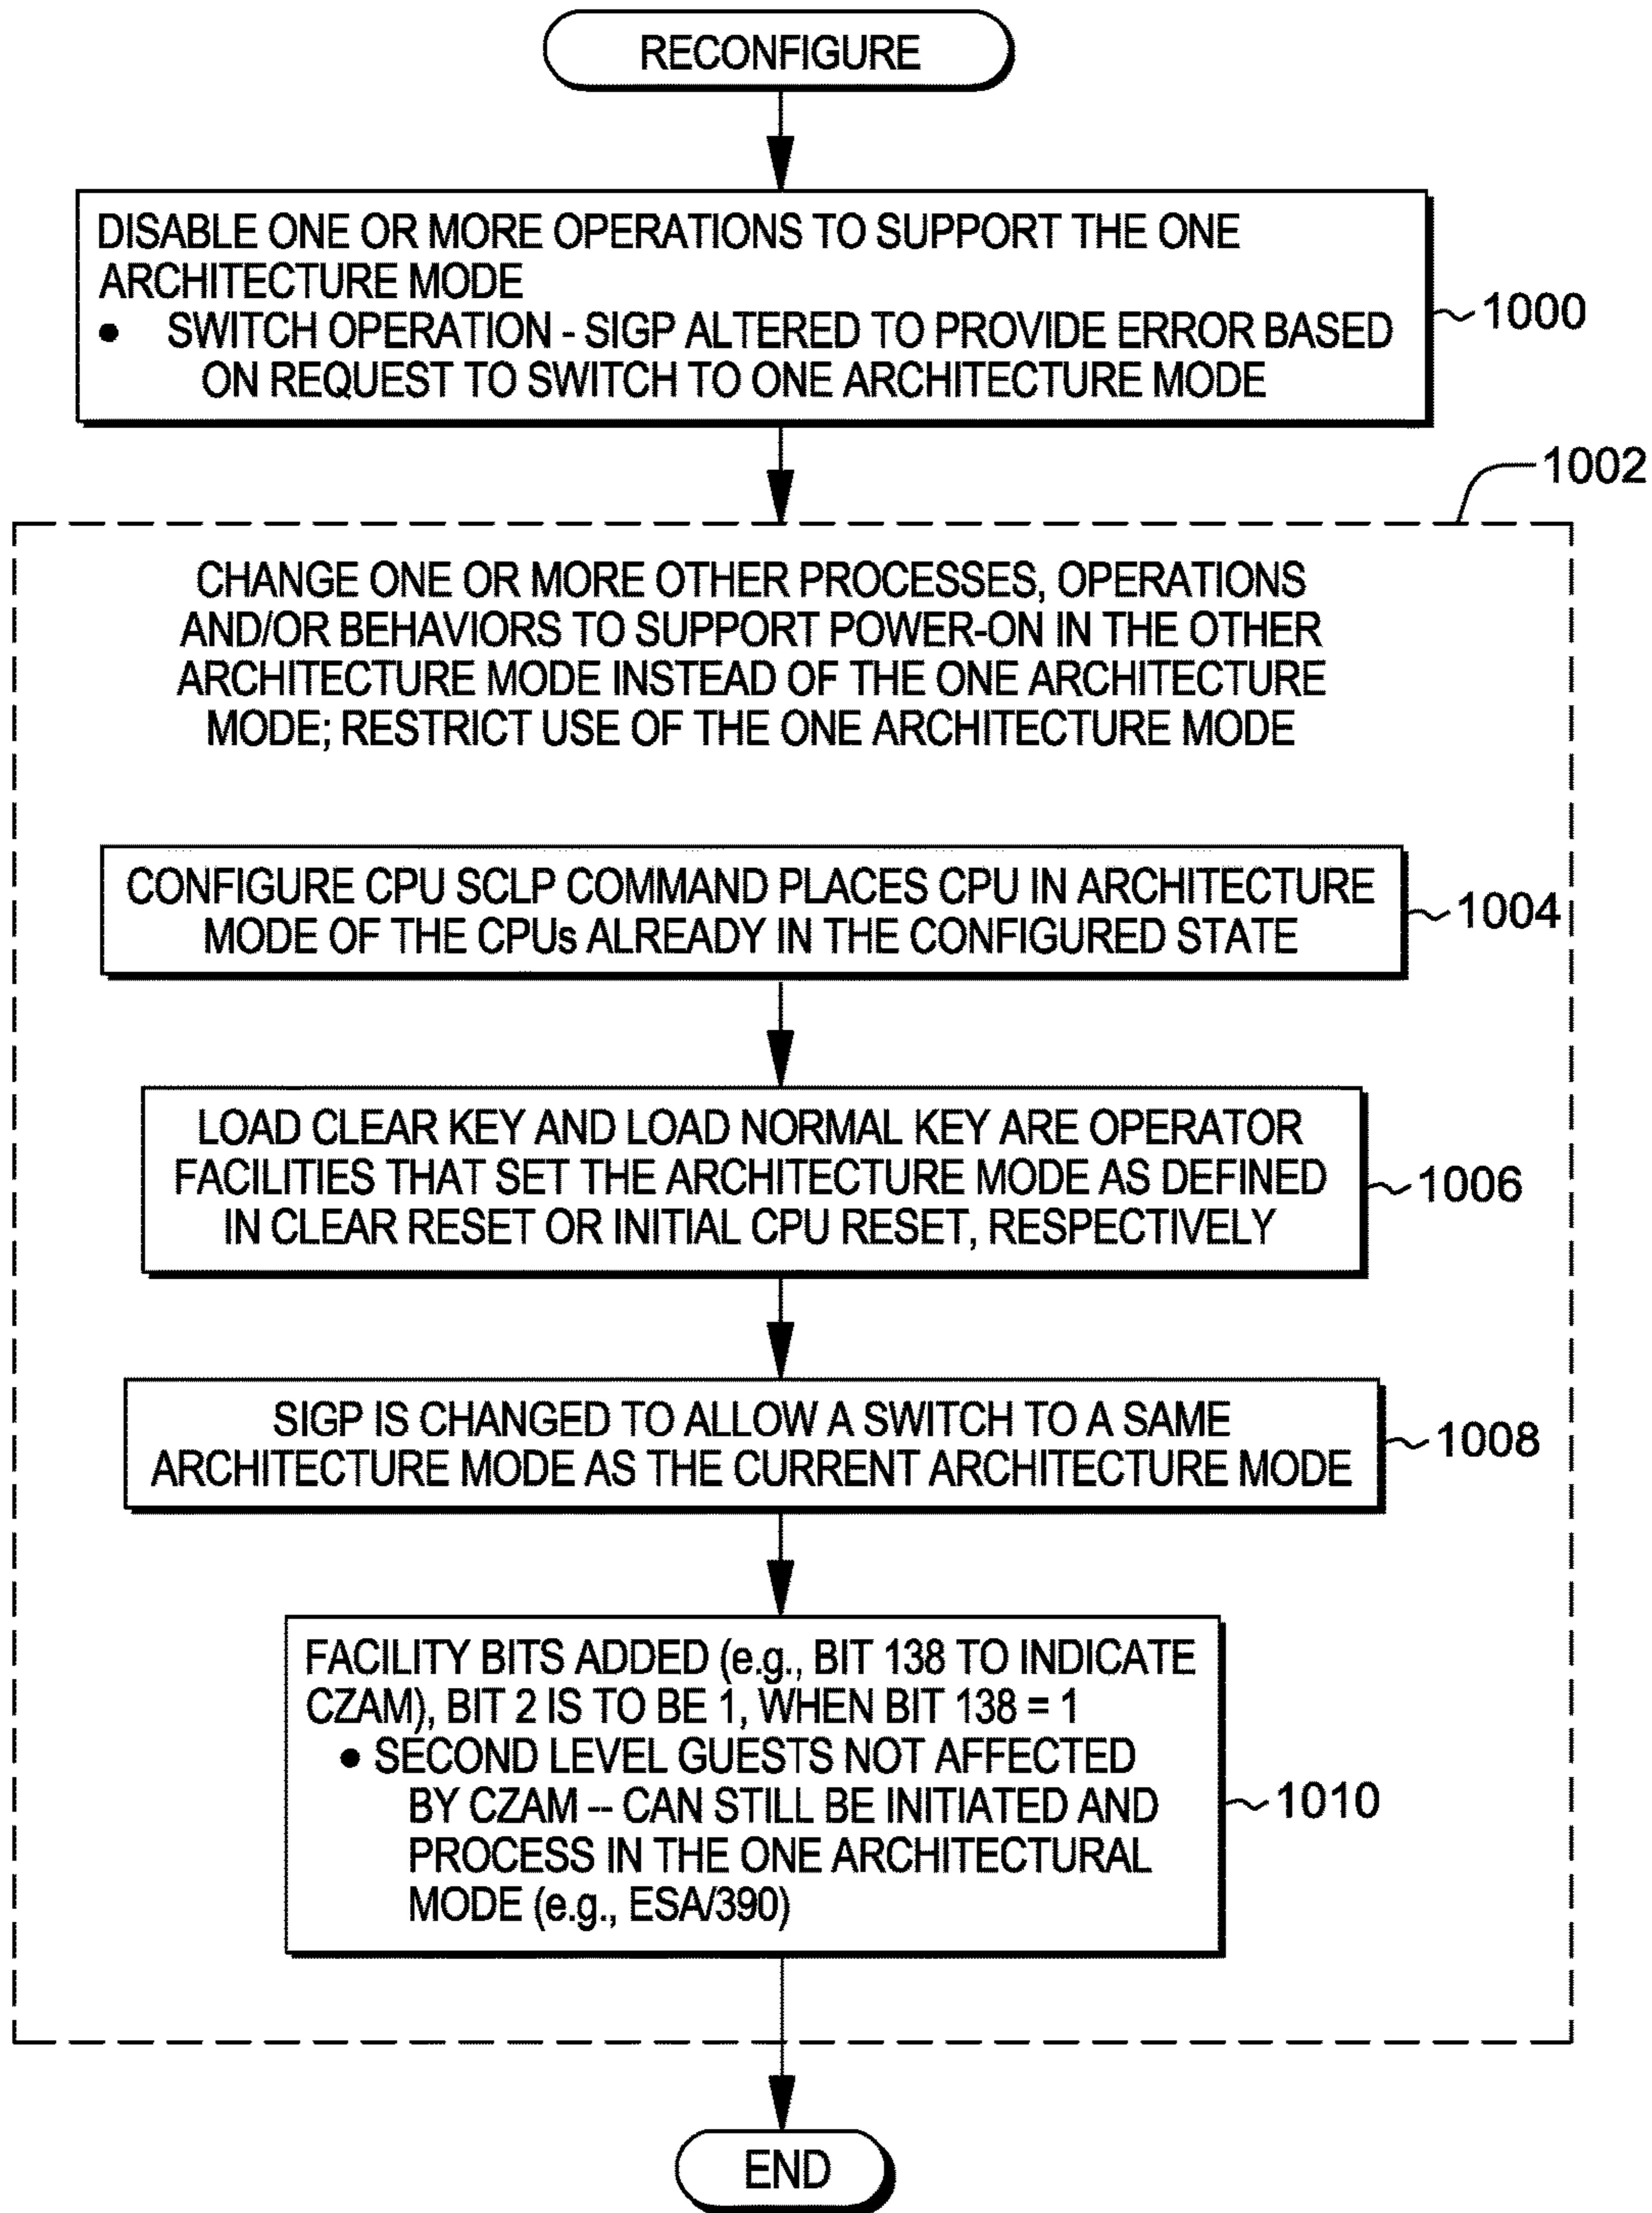 RECONFIGURE
DISABLE ONE OR MORE OPERATIONS TO SUPPORT THE ONE
ARCHITECTURE MODE
● SWITCH OPERATION - SIGP ALTERED TO PROVIDE ERROR BASED
ON REQUEST TO SWITCH TO ONE ARCHITECTURE MODE
1000
1002
CHANGE ONE OR MORE OTHER PROCESSES, OPERATIONS
AND/OR BEHAVIORS TO SUPPORT POWER-ON IN THE OTHER
ARCHITECTURE MODE INSTEAD OF THE ONE ARCHITECTURE
MODE; RESTRICT USE OF THE ONE ARCHITECTURE MODE
CONFIGURE CPU SCLP COMMAND PLACES CPU IN ARCHITECTURE
MODE OF THE CPUs ALREADY IN THE CONFIGURED STATE
1004
LOAD CLEAR KEY AND LOAD NORMAL KEY ARE OPERATOR
FACILITIES THAT SET THE ARCHITECTURE MODE AS DEFINED
IN CLEAR RESET OR INITIAL CPU RESET, RESPECTIVELY
1006
SIGP IS CHANGED TO ALLOW A SWITCH TO A SAME
ARCHITECTURE MODE AS THE CURRENT ARCHITECTURE MODE
1008
FACILITY BITS ADDED (e.g., BIT 138 TO INDICATE
CZAM), BIT 2 IS TO BE 1, WHEN BIT 138 = 1
● SECOND LEVEL GUESTS NOT AFFECTED
BY CZAM -- CAN STILL BE INITIATED AND
PROCESS IN THE ONE ARCHITECTURAL
MODE (e.g., ESA/390)
1010
END